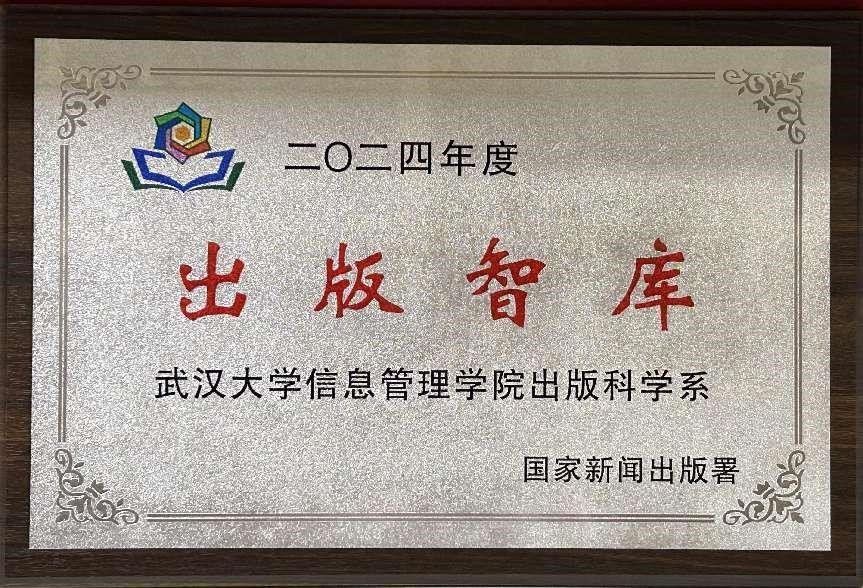 二〇二四年度
出版智库
武汉大学信息管理学院出版科学系
国家新闻出版署